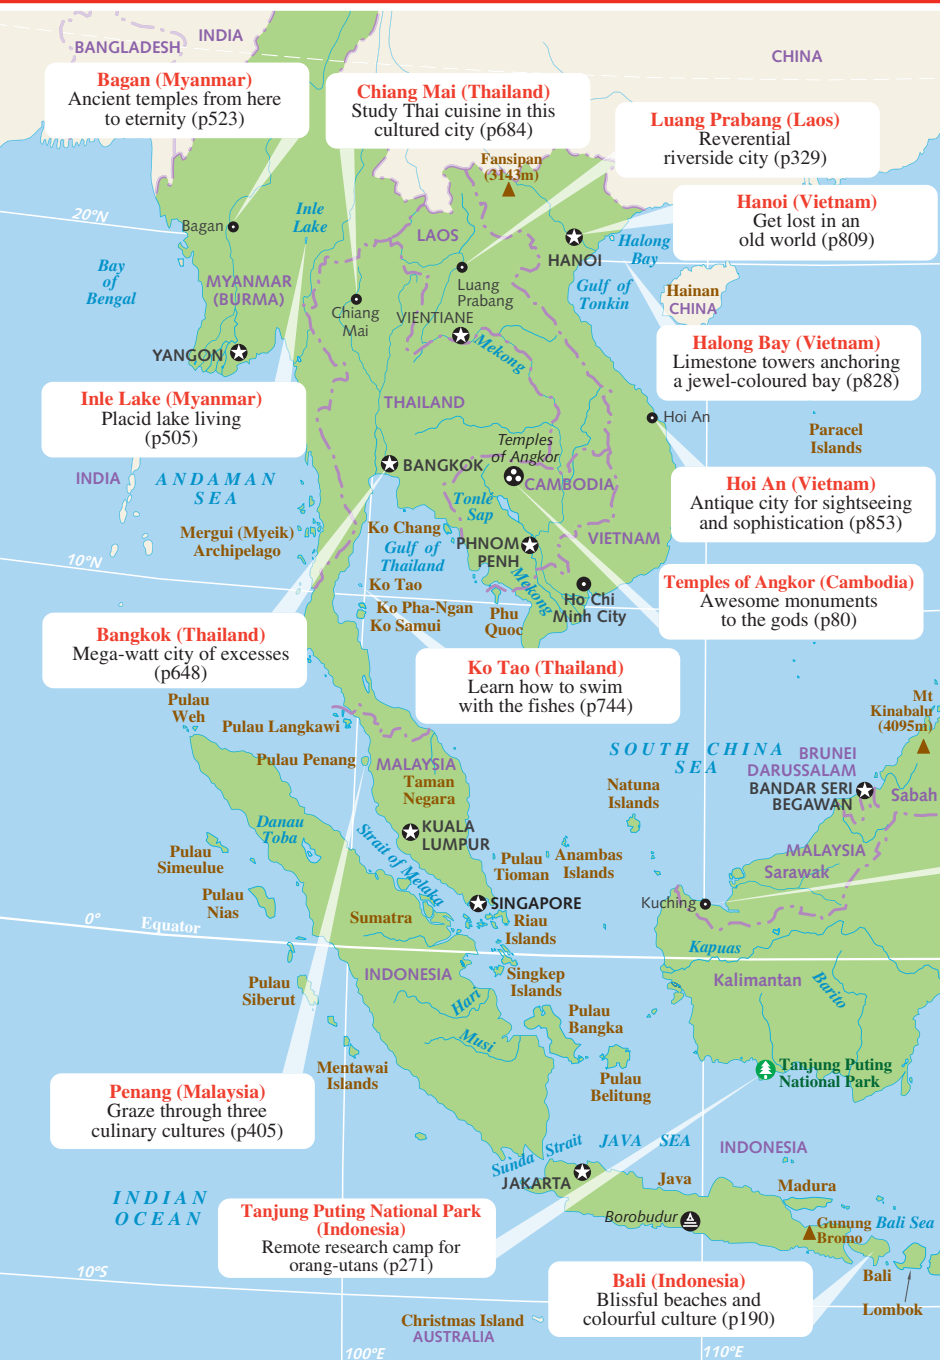 INDIA
BANGLADESH
CHINA
Bagan (Myanmar)
Ancient temples from here
to eternity (p523)
Chiang Mai (Thailand)
Study Thai cuisine in this
cultured city (p684)
Luang Prabang (Laos)
Reverential
riverside city (p329)
Fansipan
(3143m)
Hanoi (Vietnam)
Get lost in an
old world (p809)
20°N
Bagan
Inle
Lake
LAOS
HANOI
Halong
Bay
Bay
of
Bengal
MYANMAR
(BURMA)
Luang
Prabang
Gulf of
Tonkin
Hainan
CHINA
Chiang
Mai
VIENTIANE
Mekong
YANGON
Halong Bay (Vietnam)
Limestone towers anchoring
a jewel-coloured bay (p828)
Inle Lake (Myanmar)
Placid lake living
(p505)
THAILAND
Hoi An
Paracel
Islands
Temples
of Angkor
BANGKOK
CAMBODIA
INDIA
ANDAMAN
SEA
Hoi An (Vietnam)
Antique city for sightseeing
and sophistication (p853)
Tonlé
Sap
Mergui (Myeik)
Archipelago
Ko Chang
Gulf of
Thailand
PHNOM
PENH
VIETNAM
10°N
Ko Tao
Mekong
Ho Chi
Minh City
Temples of Angkor (Cambodia)
Awesome monuments
to the gods (p80)
Ko Pha-Ngan
Ko Samui
Phu
Quoc
Bangkok (Thailand)
Mega-watt city of excesses
(p648)
Ko Tao (Thailand)
Learn how to swim
with the fishes (p744)
Pulau
Weh
Pulau Langkawi
Mt
Kinabalu
(4095m)
SOUTH CHINA
SEA
BRUNEI
DARUSSALAM
BANDAR SERI
BEGAWAN
Sabah
Pulau Penang
MALAYSIA
Taman
Negara
Natuna
Islands
Danau
Toba
KUALA
LUMPUR
Strait of Melaka
Pulau
Simeulue
Pulau
Tioman
Anambas
Islands
MALAYSIA
Sarawak
Pulau
Nias
SINGAPORE
Kuching
0°
Equator
Sumatra
Riau
Islands
Kapuas
INDONESIA
Singkep
Islands
Kalimantan
Barito
Pulau
Siberut
Hari
Pulau
Bangka
Musi
Mentawai
Islands
Pulau
Belitung
Tanjung Puting
National Park
Penang (Malaysia)
Graze through three
culinary cultures (p405)
Sunda Strait
JAVA SEA
INDONESIA
JAKARTA
Java
Madura
INDIAN
OCEAN
Tanjung Puting National Park
(Indonesia)
Remote research camp for
orang-utans (p271)
Borobudur
Gunung
Bromo
Bali Sea
10°S
Bali (Indonesia)
Blissful beaches and
colourful culture (p190)
Bali
Lombok
Christmas Island
AUSTRALIA
100°E
110°E